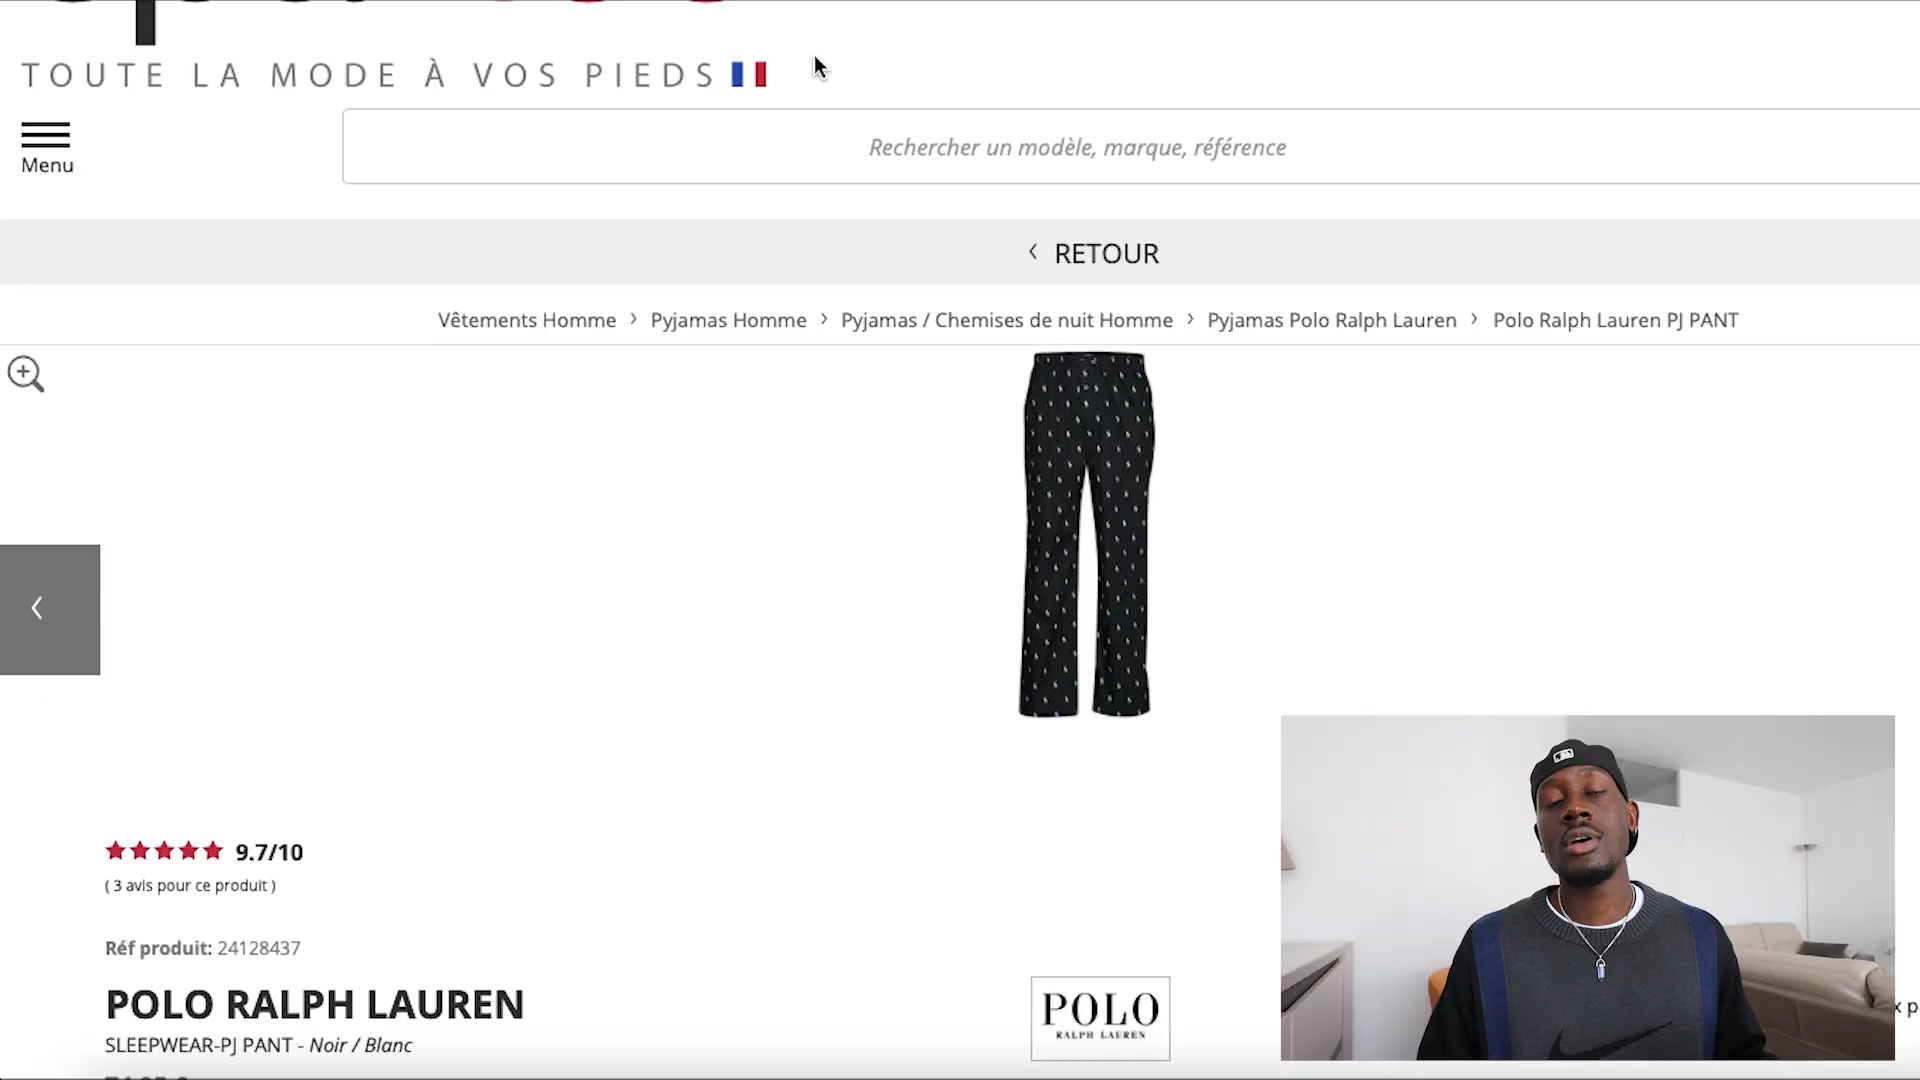 TOUTE LA MODE À VOS PIEDS
Menu
Rechercher un modèle, marque, référence
RETOUR
Vêtements Homme > Pyjamas Homme > Pyjamas / Chemises de nuit Homme > Pyjamas Polo Ralph Lauren > Polo Ralph Lauren PJ PANT
9.7/10
( 3 avis pour ce produit )
Réf produit: 24128437
POLO RALPH LAUREN
SLEEPWEAR-PJ PANT - Noir / Blanc
POLO
RALPH LAUREN